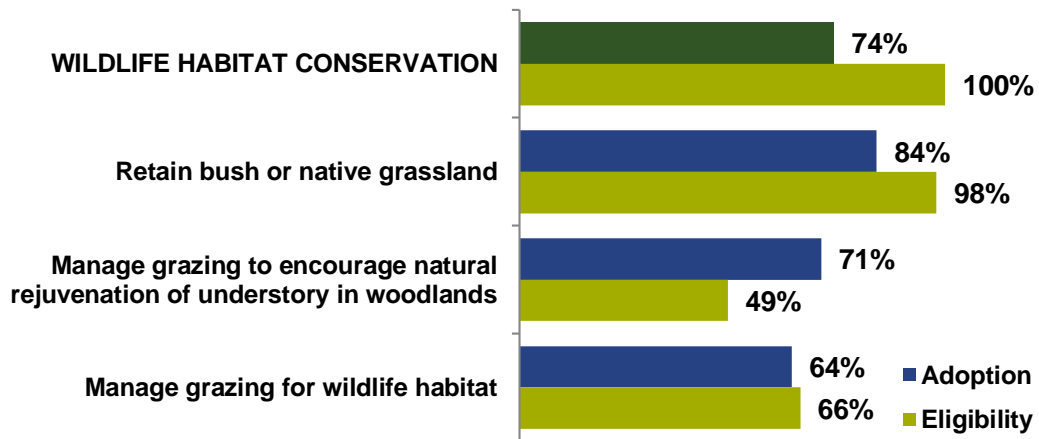 WILDLIFE HABITAT CONSERVATION
74%
100%
Retain bush or native grassland
84%
98%
Manage grazing to encourage natural
rejuvenation of understory in woodlands
71%
49%
Manage grazing for wildlife habitat
64%
66%
Adoption
Eligibility